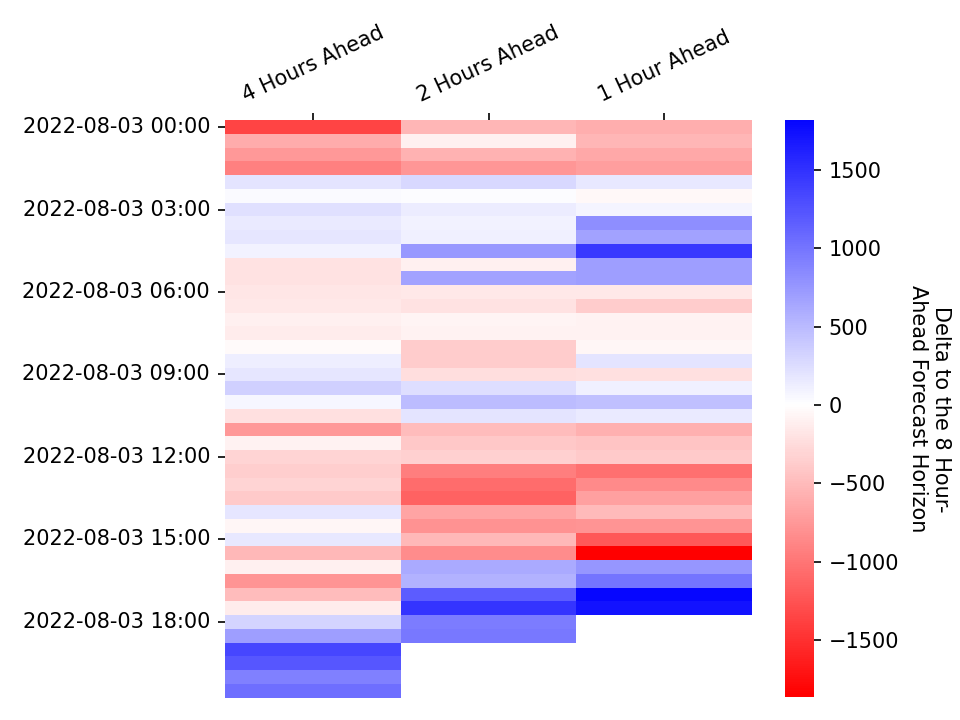 4 Hours Ahead
2 Hours Ahead
1 Hour Ahead
2022-08-03 00:00
2022-08-03 03:00
2022-08-03 06:00
2022-08-03 09:00
2022-08-03 12:00
2022-08-03 15:00
2022-08-03 18:00
1500
1000
500
0
−500
−1000
−1500
Delta to the 8 Hour-
Ahead Forecast Horizon